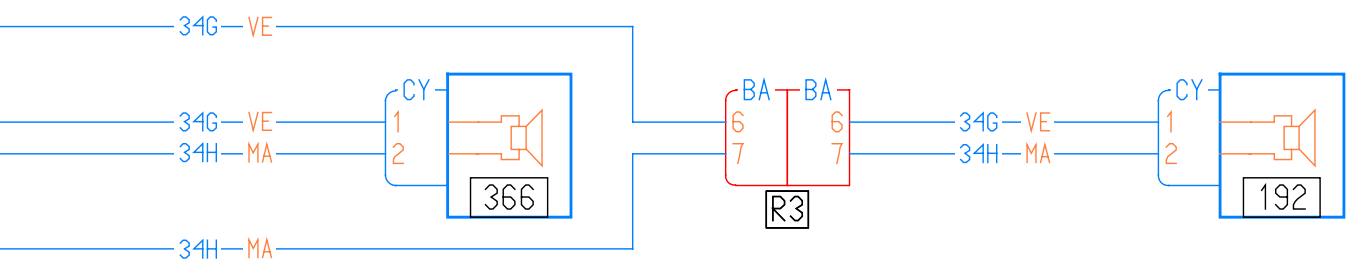 34G VE
CY BA BA CY
34G VE 1 6 6 34G VE 1
34H MA 2 7 7 34H MA 2
366 R3 192
34H MA